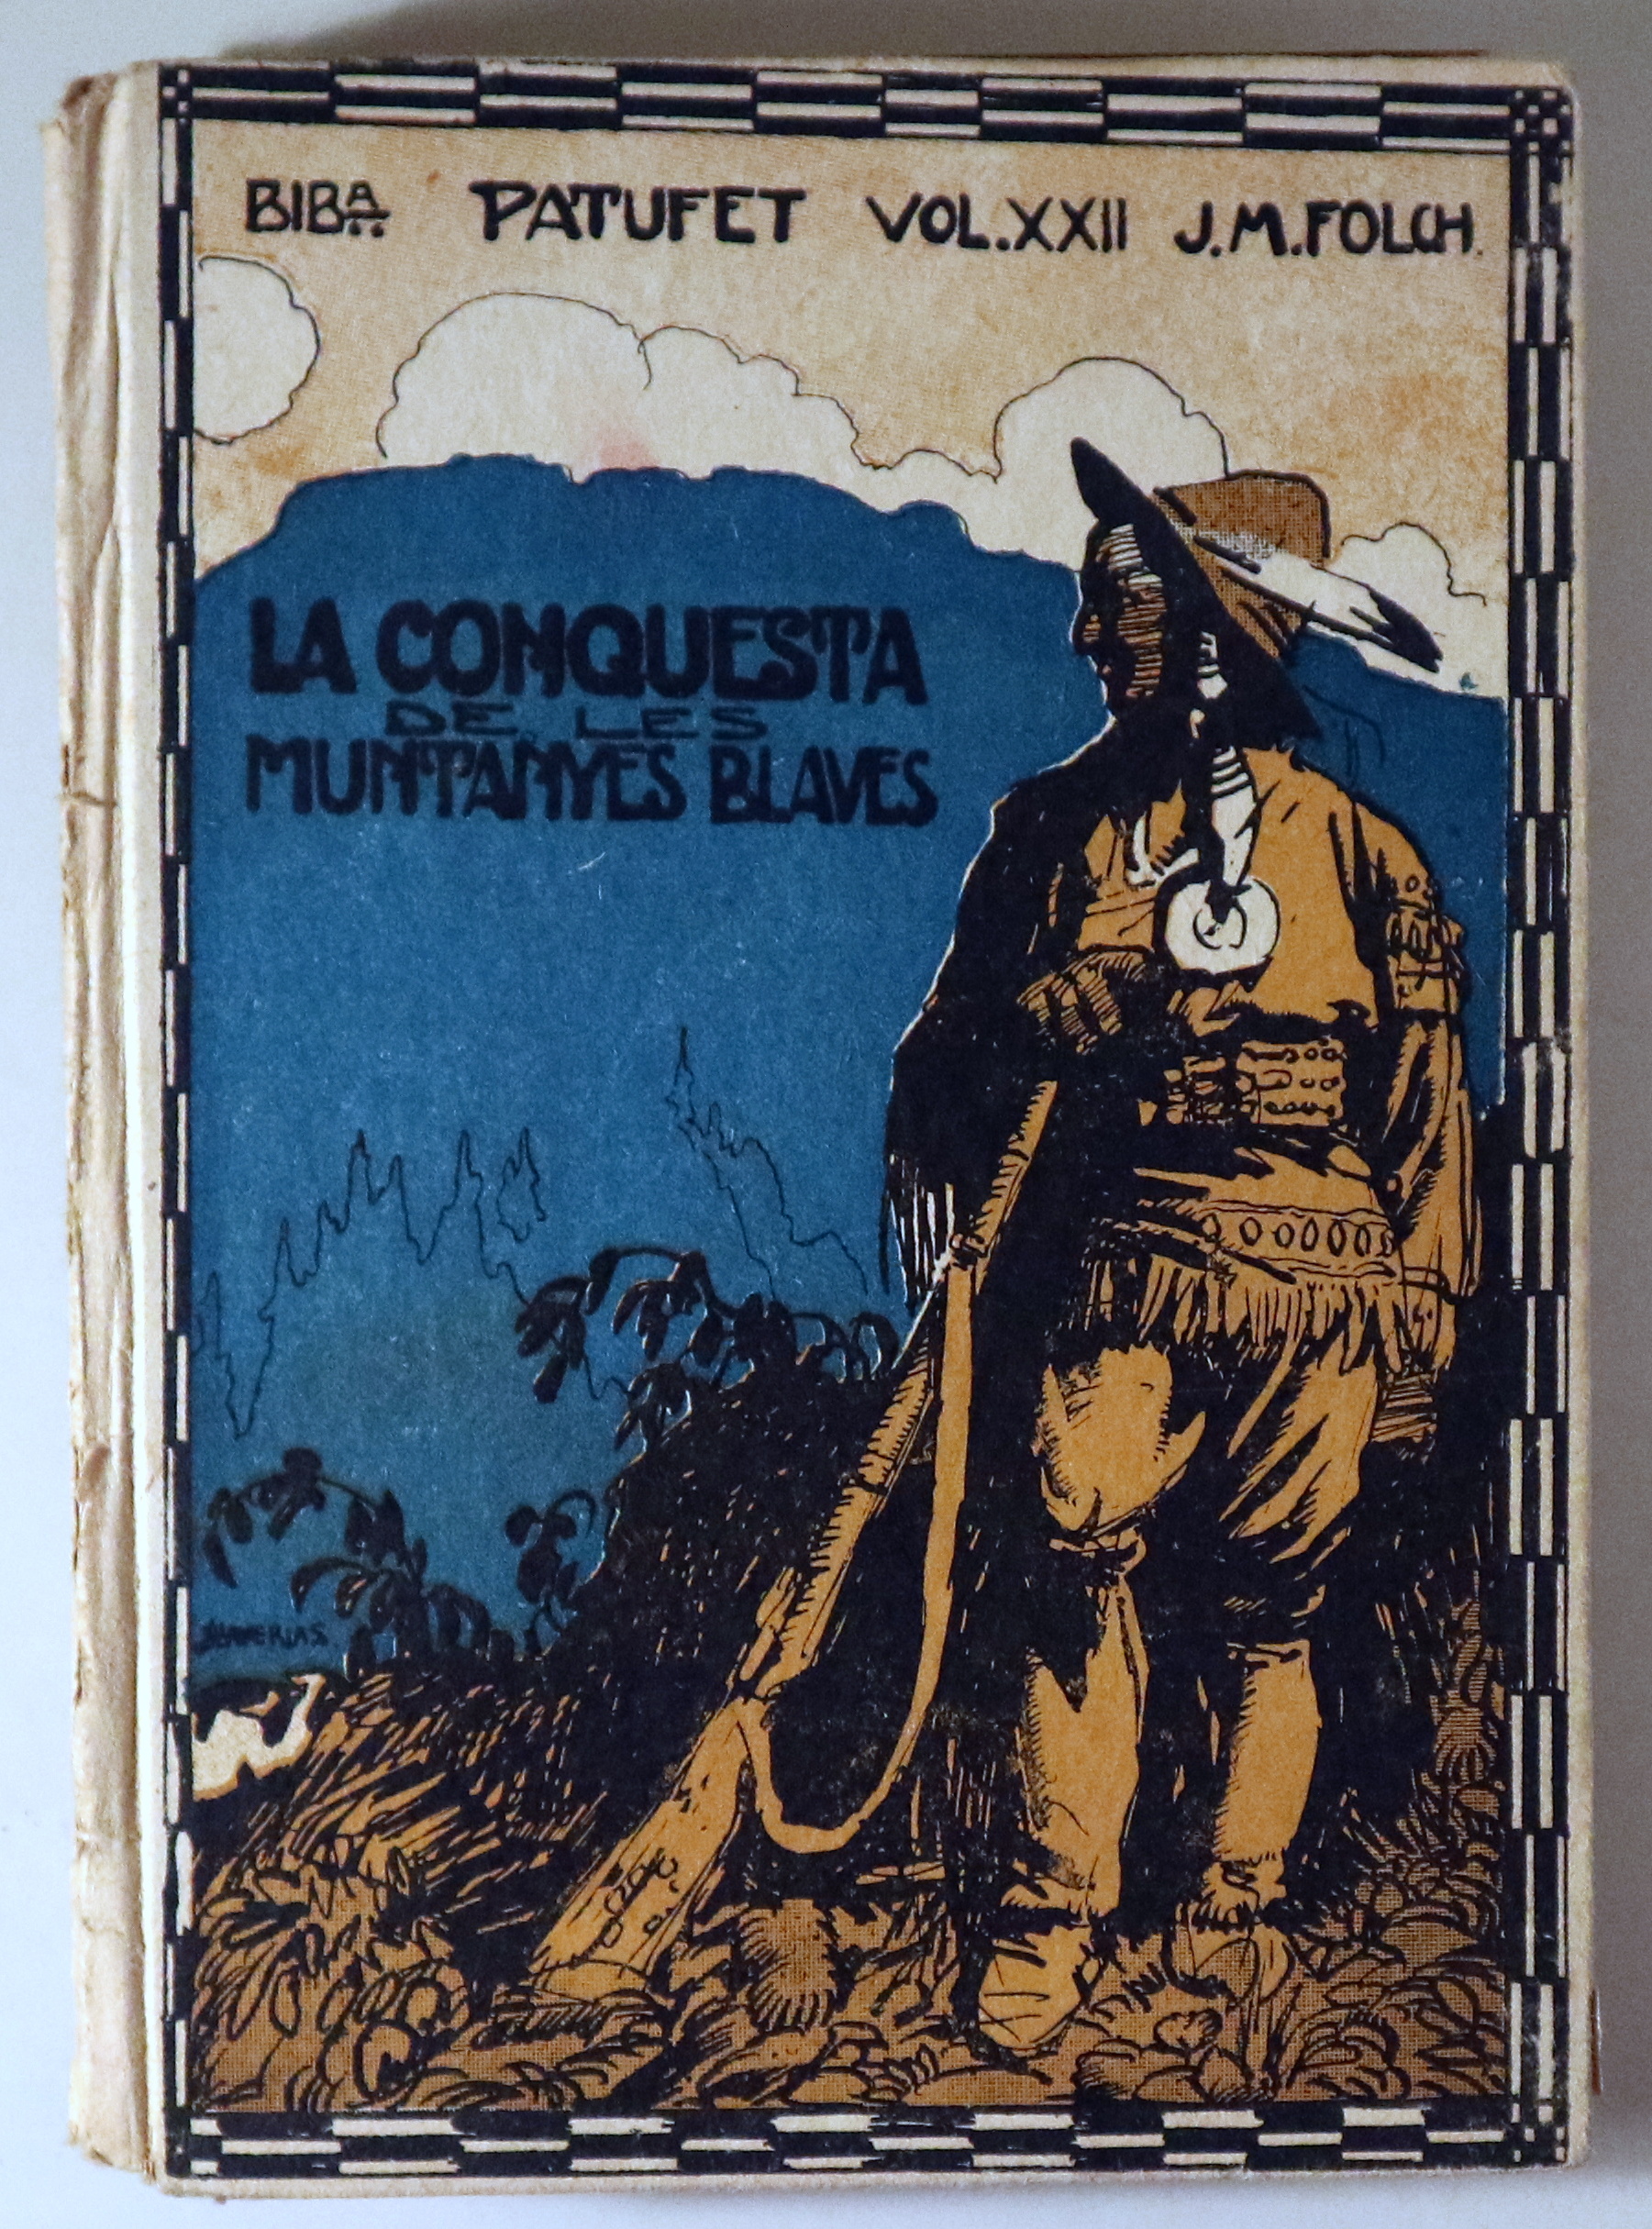 BIBA PATUFET VOL.XXII J.M.FOLCH.
LA CONQUESTA
DE LES
MUNTANYES BLAVES